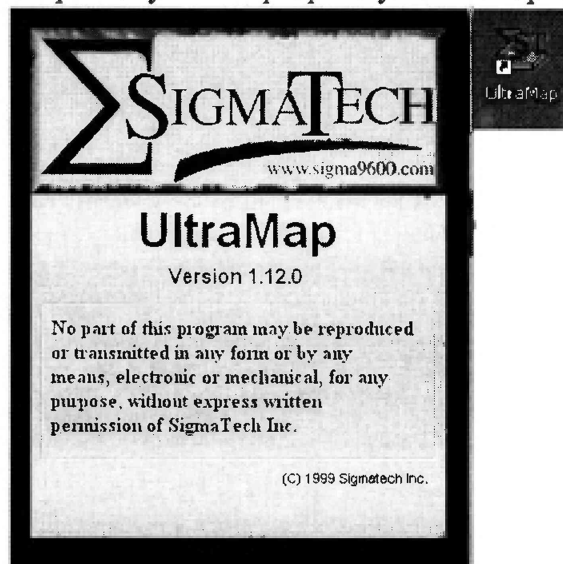 SIGMATECH
www.sigma9600.com
UltraMap
UltraMap
Version 1.12.0
No part of this program may be reproduced
or transmitted in any form or by any
means, electronic or mechanical, for any
purpose, without express written
permission of SigmaTech Inc.
(C) 1999 Sigmatech Inc.